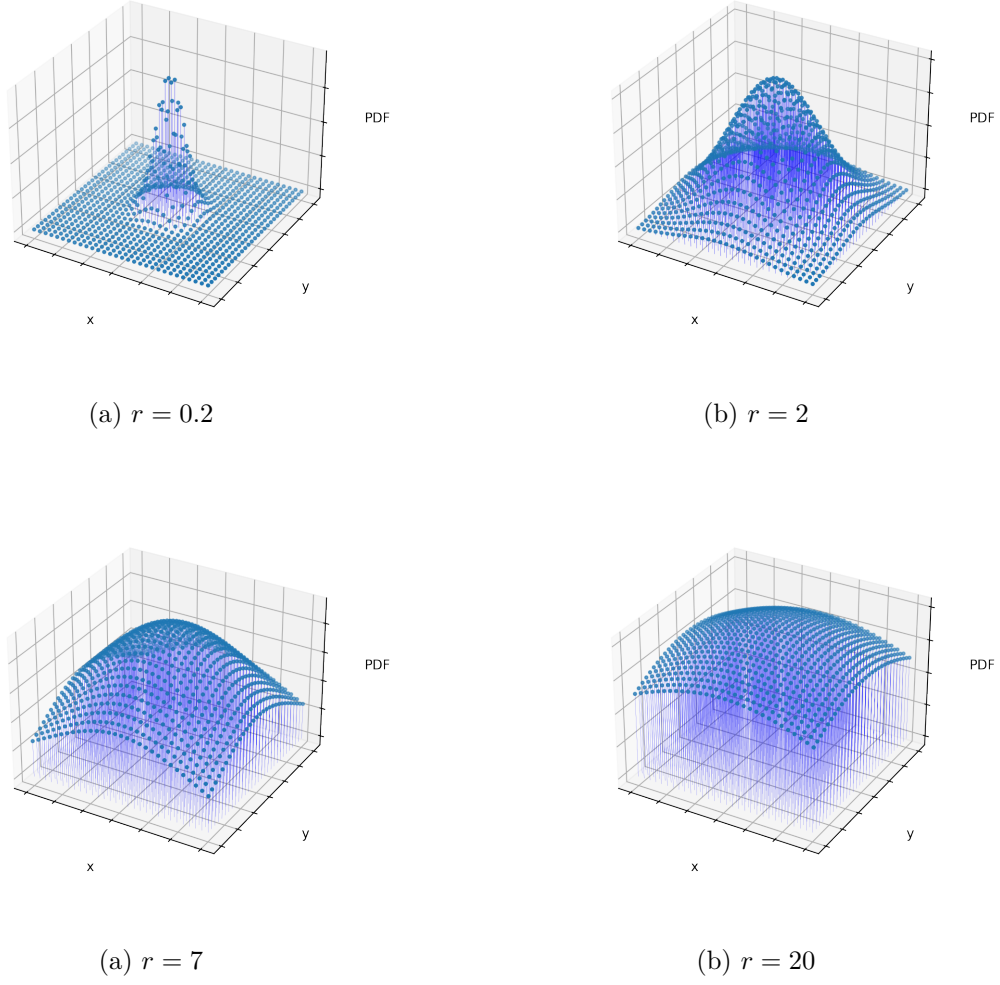 PDF
y
x
(a) r = 0.2
PDF
y
x
(b) r = 2
PDF
y
x
(a) r = 7
PDF
y
x
(b) r = 20